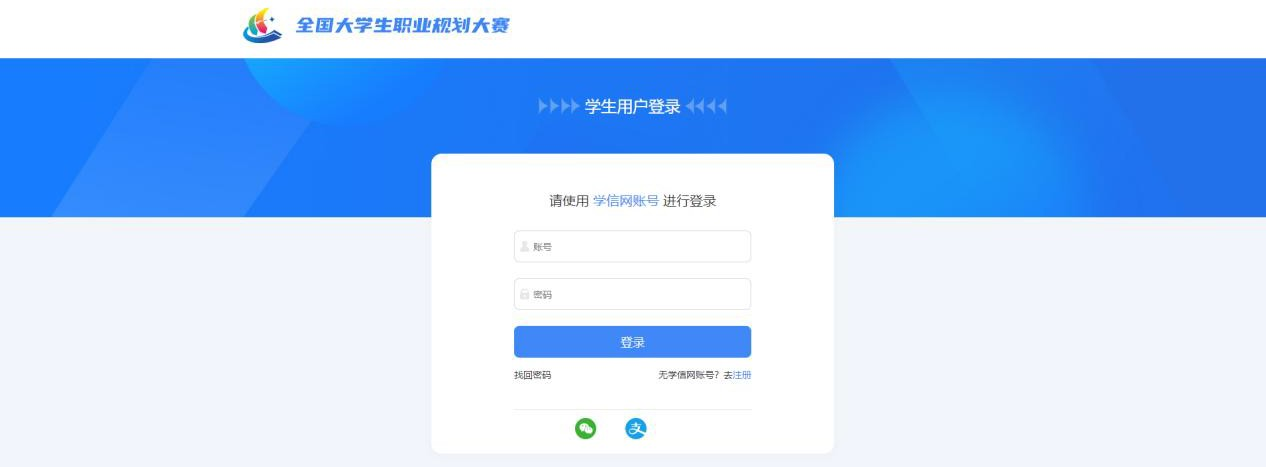 全国大学生职业规划大赛
学生用户登录
请使用 学信网账号 进行登录
账号
密码
登录
找回密码 无学信网账号？去注册
支